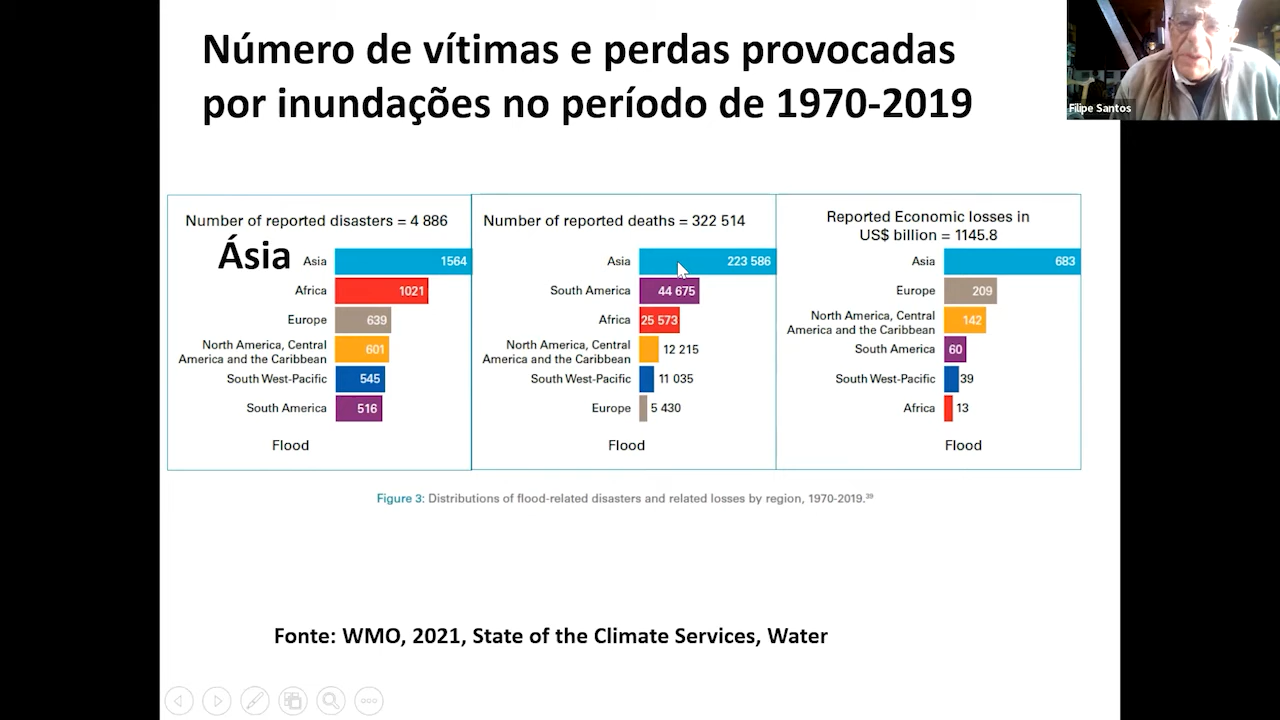 Número de vítimas e perdas provocadas
por inundações no período de 1970-2019
Filipe Santos
Number of reported disasters = 4 886
Ásia
Asia 1564
Africa 1021
Europe 639
North America, Central
America and the Caribbean 601
South West-Pacific 545
South America 516
Flood
Number of reported deaths = 322 514
Asia 223 586
South America 44 675
Africa 25 573
North America, Central
America and the Caribbean 12 215
South West-Pacific 11 035
Europe 5 430
Flood
Reported Economic losses in
US$ billion = 1145.8
Asia 683
Europe 209
North America, Central
America and the Caribbean 142
South America 60
South West-Pacific 39
Africa 13
Flood
Figure 3: Distributions of flood-related disasters and related losses by region, 1970-2019.³⁹
Fonte: WMO, 2021, State of the Climate Services, Water